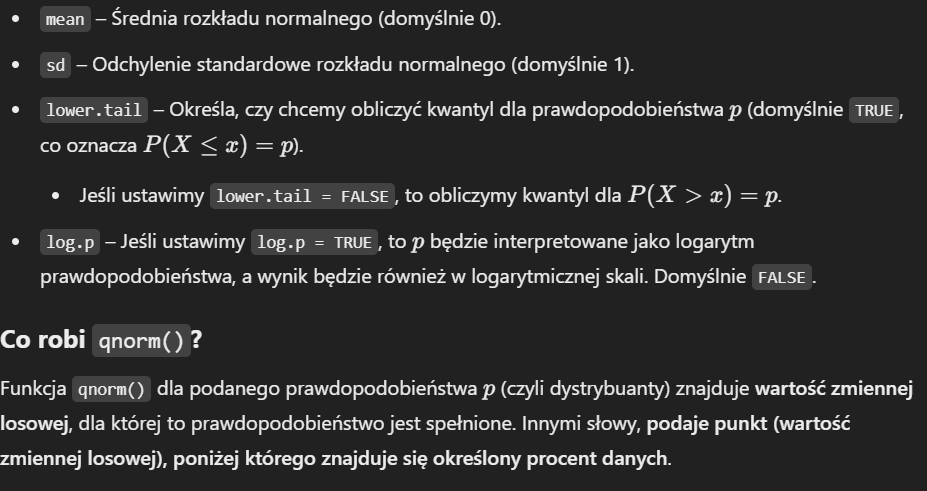 • mean – Średnia rozkładu normalnego (domyślnie 0).
• sd – Odchylenie standardowe rozkładu normalnego (domyślnie 1).
• lower.tail – Określa, czy chcemy obliczyć kwantyl dla prawdopodobieństwa p (domyślnie TRUE,
co oznacza P(X ≤ x) = p).
• Jeśli ustawimy lower.tail = FALSE, to obliczymy kwantyl dla P(X > x) = p.
• log.p – Jeśli ustawimy log.p = TRUE, to p będzie interpretowane jako logarytm
prawdopodobieństwa, a wynik będzie również w logarytmicznej skali. Domyślnie FALSE.
Co robi qnorm()?
Funkcja qnorm() dla podanego prawdopodobieństwa p (czyli dystrybuanty) znajduje wartość zmiennej
losowej, dla której to prawdopodobieństwo jest spełnione. Innymi słowy, podaje punkt (wartość
zmiennej losowej), poniżej którego znajduje się określony procent danych.